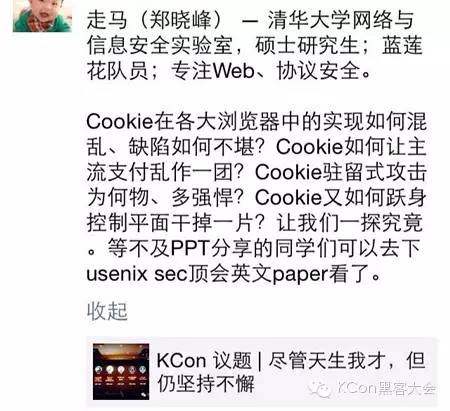 走马（郑晓峰） — 清华大学网络与
信息安全实验室，硕士研究生；蓝莲
花队员；专注Web、协议安全。
Cookie在各大浏览器中的实现如何混
乱、缺陷如何不堪？Cookie如何让主
流支付乱作一团？Cookie驻留式攻击
为何物、多强悍？Cookie又如何跃身
控制平面干掉一片？让我们一探究竟
。等不及PPT分享的同学们可以去下
usenix sec顶会英文paper看了。
收起
KCon 议题 | 尽管天生我才，但
仍坚持不懈
KCon黑客大会